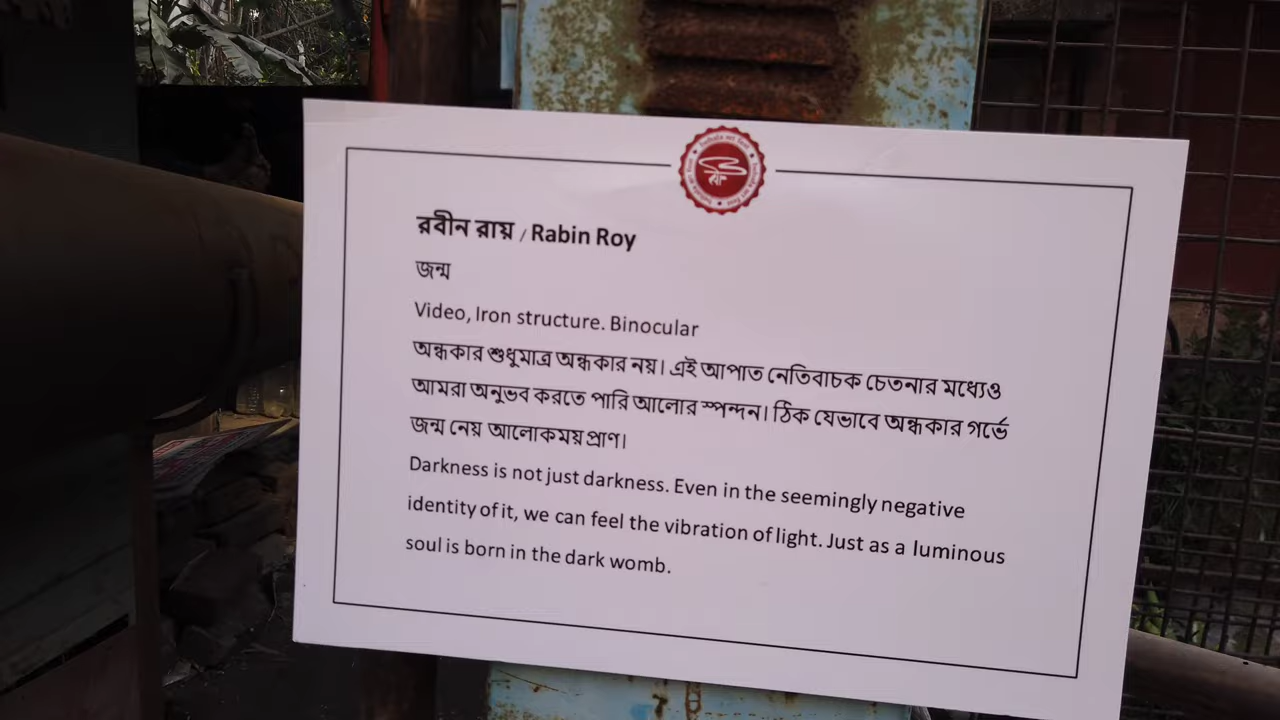 রবীন রায় / Rabin Roy
জন্ম
Video, Iron structure. Binocular
অন্ধকার শুধুমাত্র অন্ধকার নয়। এই আপাত নেতিবাচক চেতনার মধ্যেও
আমরা অনুভব করতে পারি আলোর স্পন্দন। ঠিক যেভাবে অন্ধকার গর্ভে
জন্ম নেয় আলোকময় প্রাণ।
Darkness is not just darkness. Even in the seemingly negative
identity of it, we can feel the vibration of light. Just as a luminous
soul is born in the dark womb.